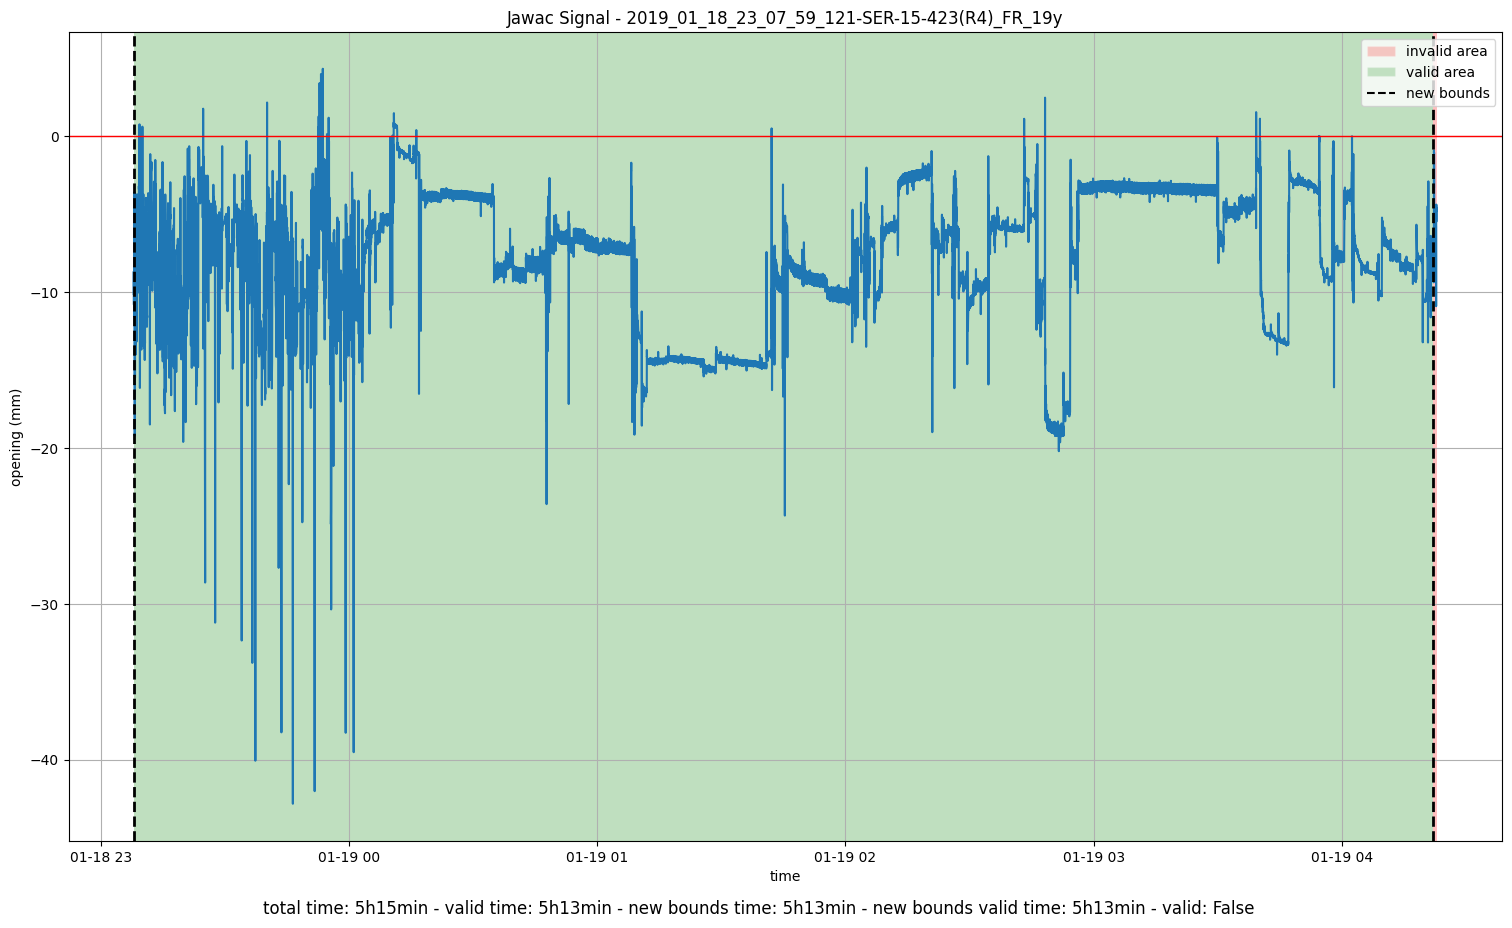 Jawac Signal - 2019_01_18_23_07_59_121-SER-15-423(R4)_FR_19y
invalid area
valid area
new bounds
opening (mm)
0
−10
−20
−30
−40
01-18 23
01-19 00
01-19 01
01-19 02
01-19 03
01-19 04
time
total time: 5h15min - valid time: 5h13min - new bounds time: 5h13min - new bounds valid time: 5h13min - valid: False